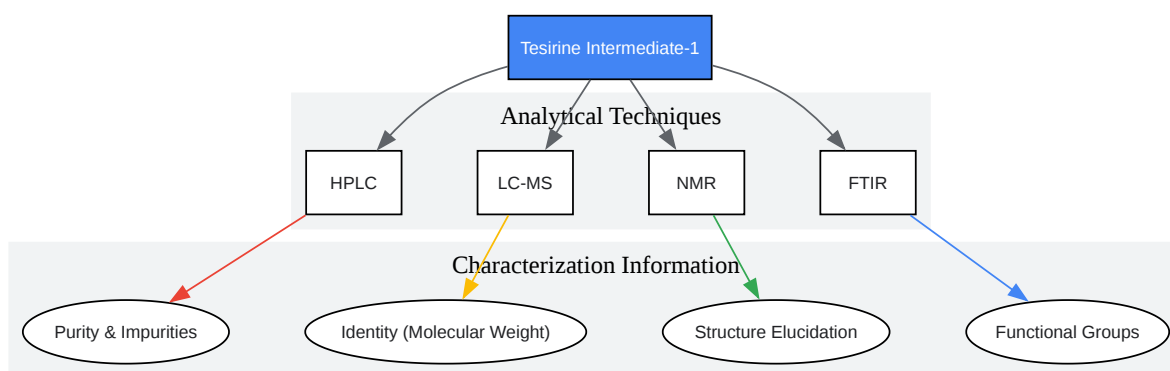 Tesirine Intermediate-1
Analytical Techniques
HPLC
LC-MS
NMR
FTIR
Characterization Information
Purity & Impurities
Identity (Molecular Weight)
Structure Elucidation
Functional Groups